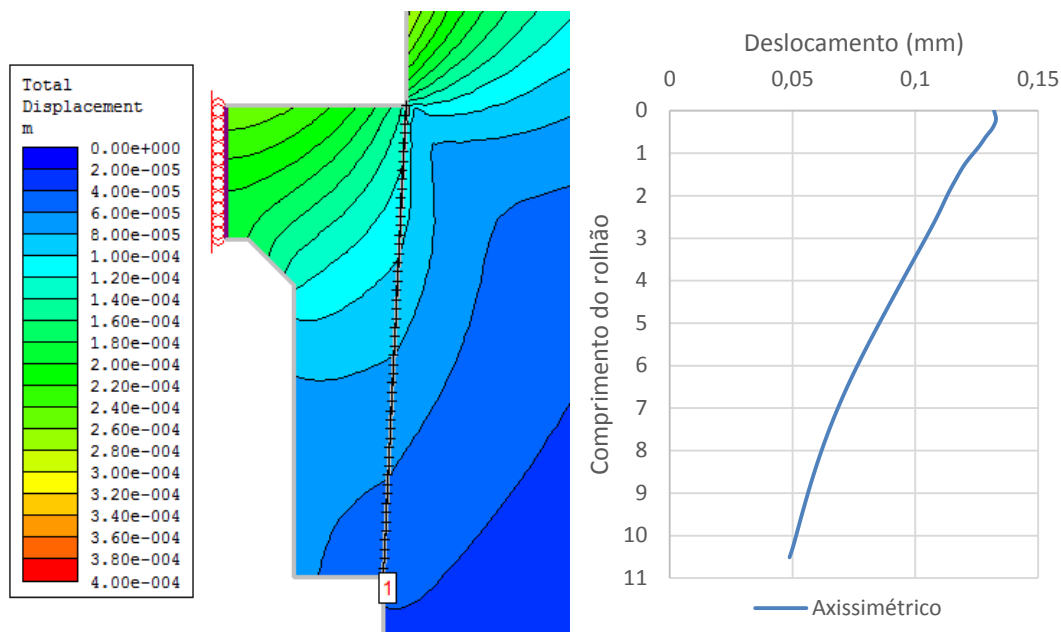 Total
Displacement
m
0.00e+000
2.00e-005
4.00e-005
6.00e-005
8.00e-005
1.00e-004
1.20e-004
1.40e-004
1.60e-004
1.80e-004
2.00e-004
2.20e-004
2.40e-004
2.60e-004
2.80e-004
3.00e-004
3.20e-004
3.40e-004
3.60e-004
3.80e-004
4.00e-004
1
Deslocamento (mm)
0 0,05 0,1 0,15
Comprimento do rolhão
0
1
2
3
4
5
6
7
8
9
10
11
Axissimétrico